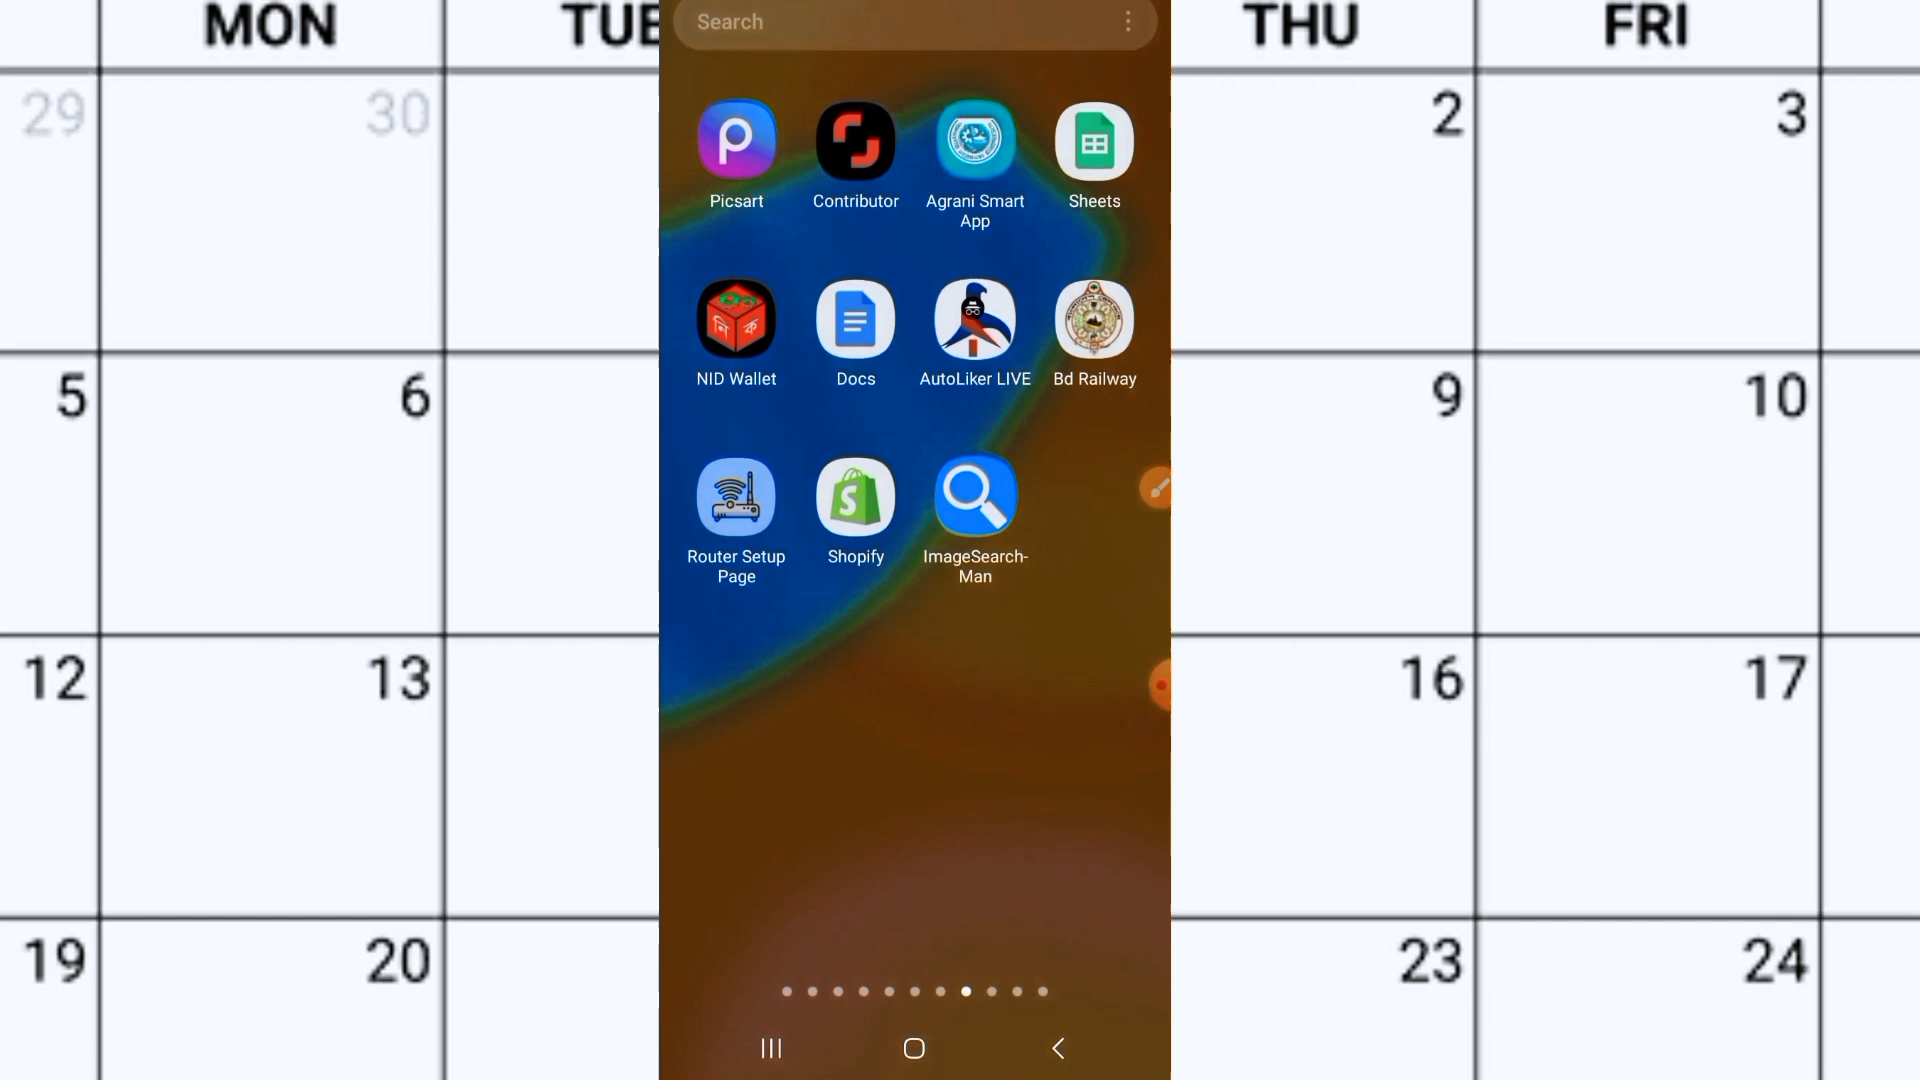 MON
TUE
THU
FRI
Search
29
30
2
3
Picsart
Contributor
Agrani Smart
App
Sheets
NID Wallet
Docs
AutoLiker LIVE
Bd Railway
5
6
9
10
Router Setup
Page
Shopify
ImageSearch-
Man
12
13
16
17
19
20
23
24